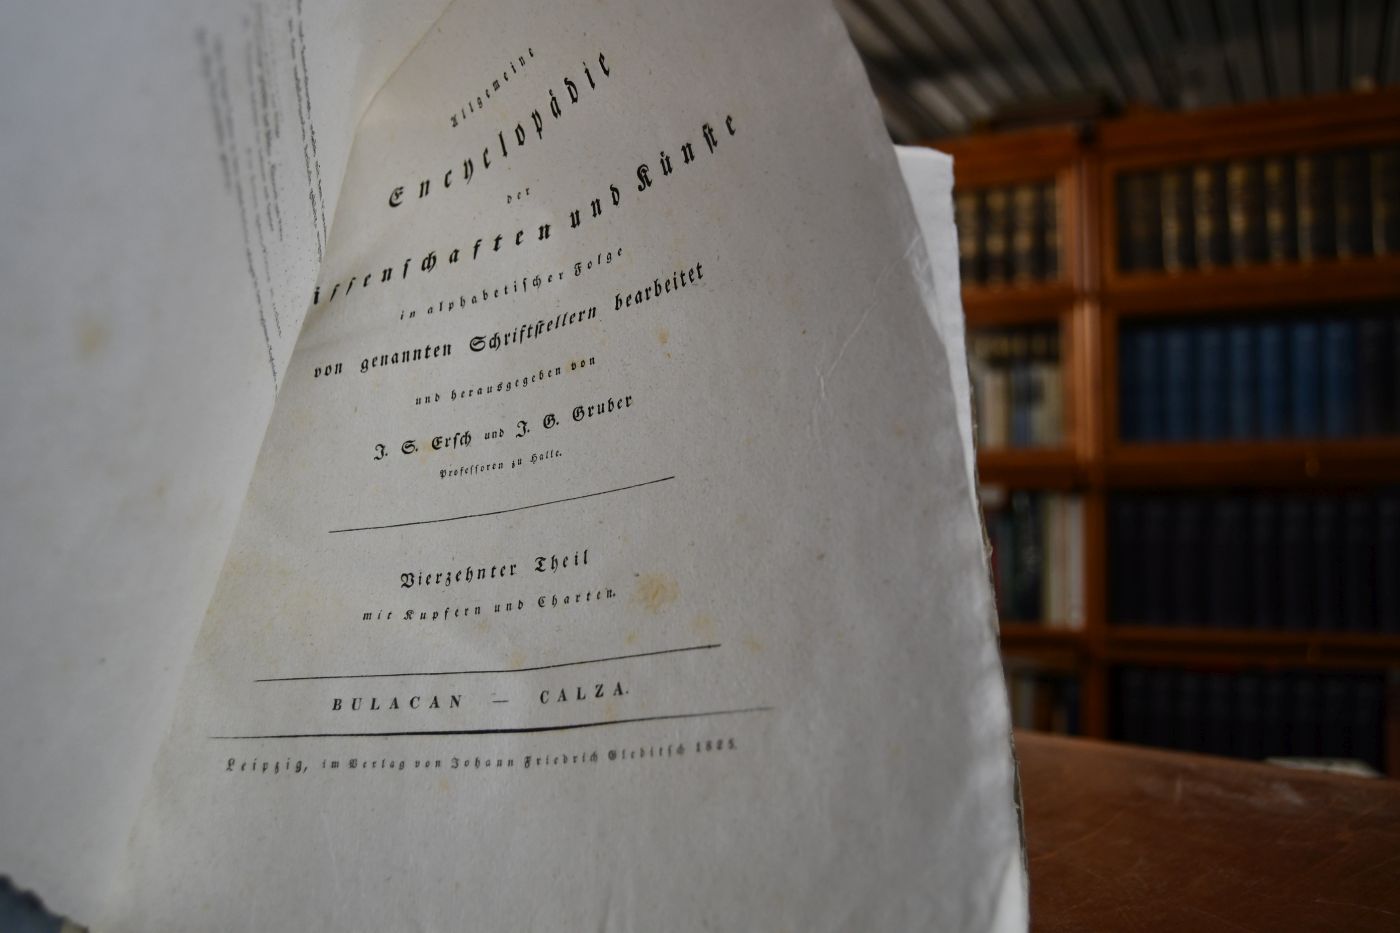 Allgemeine
Encyclopädie
der
issenschaften und Künste
in alphabetischer Folge
von genannten Schriftstellern bearbeitet
und herausgegeben von
J. S. Ersch und J. G. Gruber
Professoren zu Halle.
Vierzehnter Theil
mit Kupfern und Charten.
BULACAN — CALZA.
Leipzig, im Verlag von Johann Friedrich Gleditsch 1825.